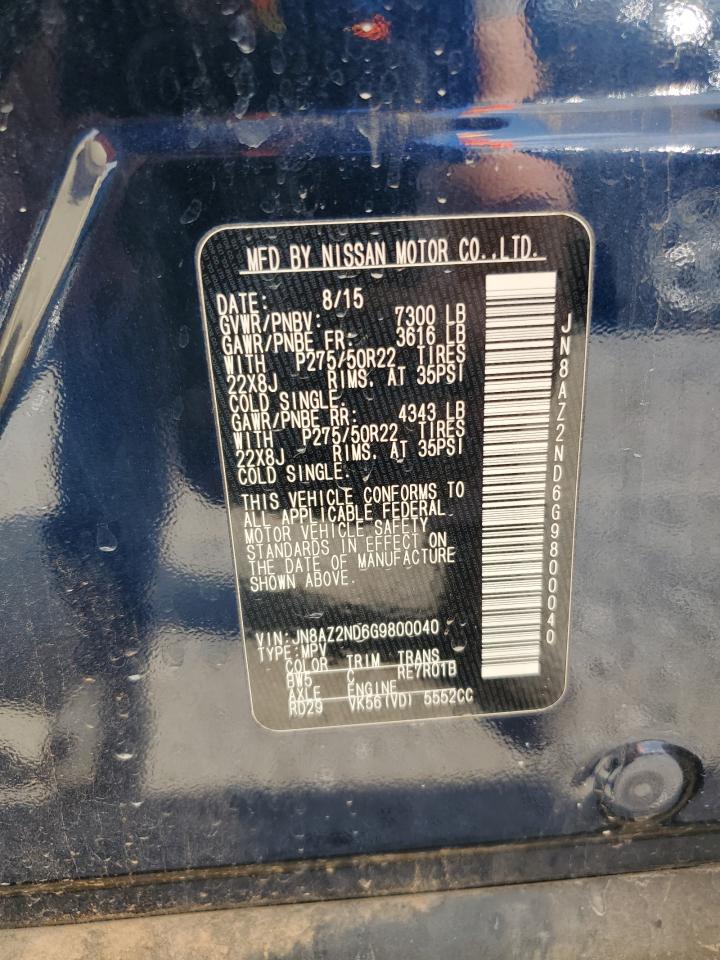 MFD BY NISSAN MOTOR CO.,LTD.
DATE: 8/15
GVWR/PNBV: 7300 LB
GAWR/PNBE FR: 3616 LB
WITH P275/50R22 TIRES
22X8J RIMS. AT 35PSI
COLD SINGLE.
GAWR/PNBE RR: 4343 LB
WITH P275/50R22 TIRES
22X8J RIMS. AT 35PSI
COLD SINGLE.
THIS VEHICLE CONFORMS TO
ALL APPLICABLE FEDERAL
MOTOR VEHICLE SAFETY
STANDARDS IN EFFECT ON
THE DATE OF MANUFACTURE
SHOWN ABOVE.
VIN:JN8AZ2ND6G9800040
TYPE:MPV
COLOR TRIM TRANS
BW5 C RE7R01B
AXLE ENGINE
RD29 VK56(VD) 5552CC
JN8AZ2ND6G9800040